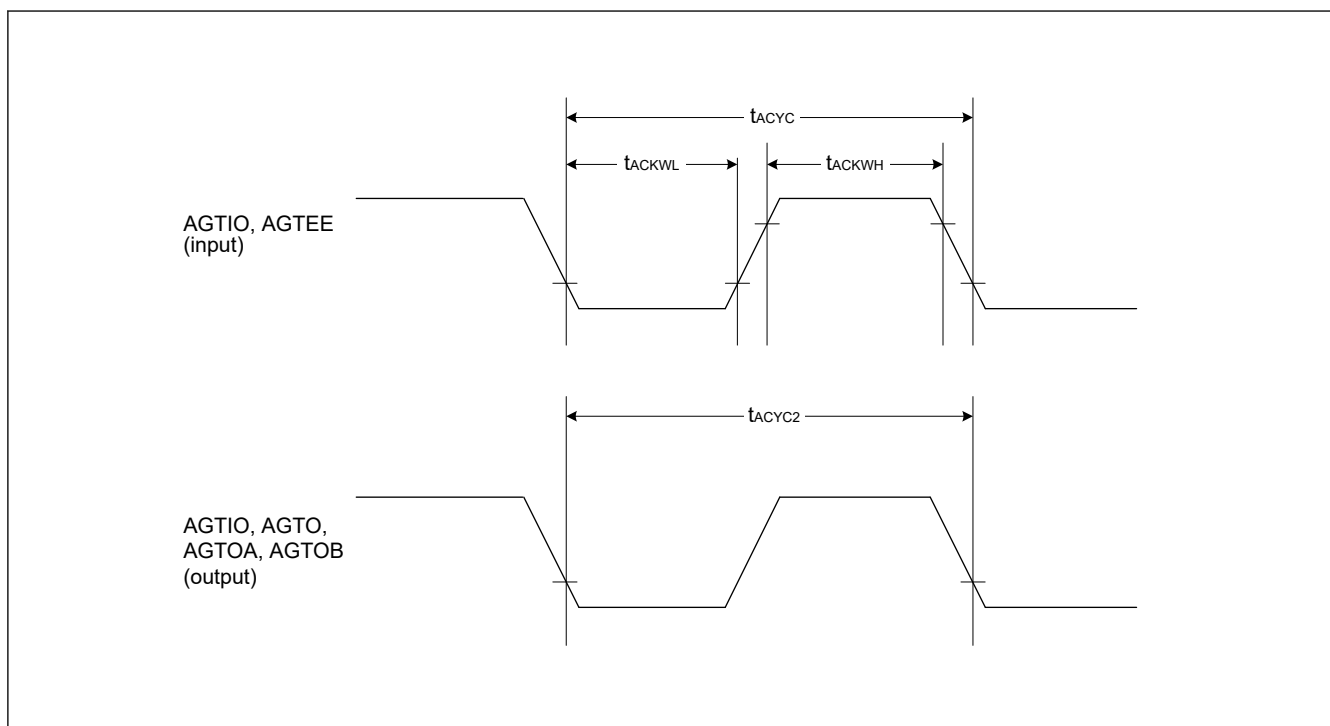 tACYC
tACKWL
tACKWH
AGTIO, AGTEE
(input)
tACYC2
AGTIO, AGTO,
AGTOA, AGTOB
(output)